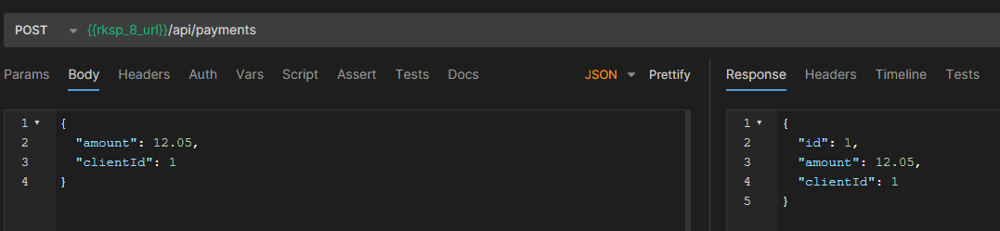 POST {{rksp_8_url}}/api/payments
Params Body Headers Auth Vars Script Assert Tests Docs JSON Prettify
1 {
2 "amount": 12.05,
3 "clientId": 1
4 }
Response Headers Timeline Tests
1 {
2 "id": 1,
3 "amount": 12.05,
4 "clientId": 1
5 }